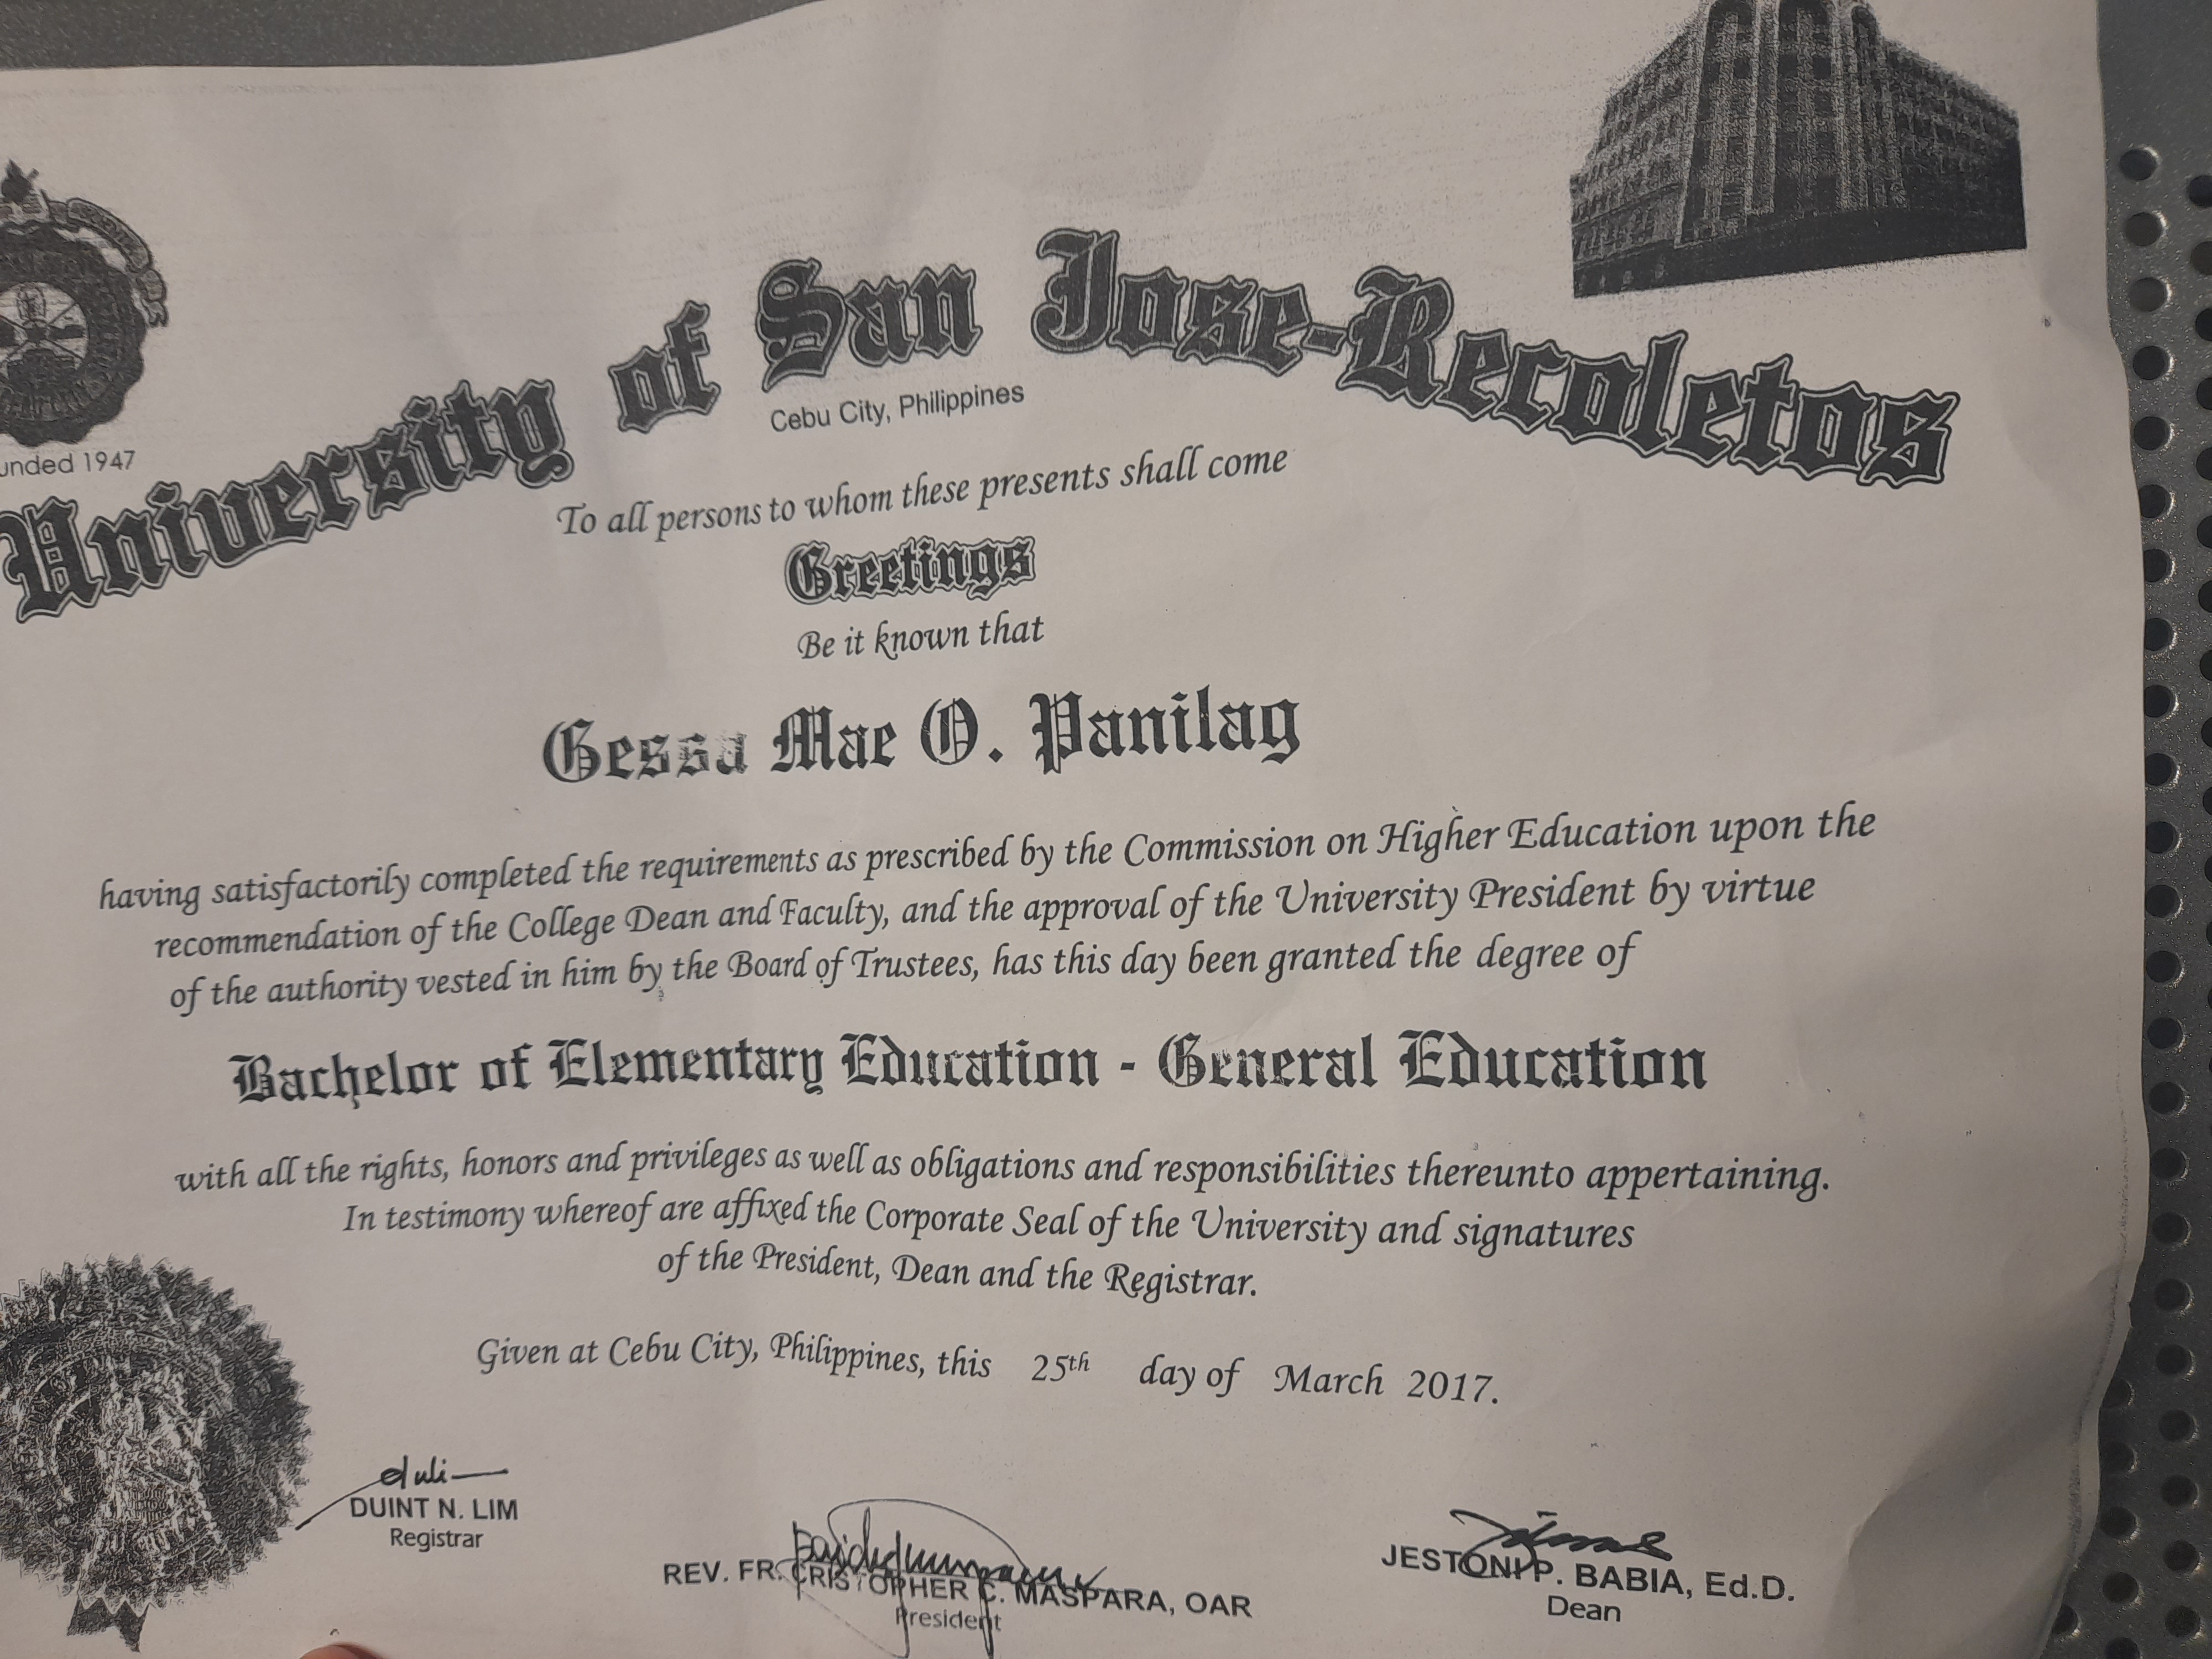 unded 1947
University of San Jose-Recoletos
Cebu City, Philippines
To all persons to whom these presents shall come
Greetings
Be it known that
Gessa Mae O. Panilag
having satisfactorily completed the requirements as prescribed by the Commission on Higher Education upon the
recommendation of the College Dean and Faculty, and the approval of the University President by virtue
of the authority vested in him by the Board of Trustees, has this day been granted the degree of
Bachelor of Elementary Education - General Education
with all the rights, honors and privileges as well as obligations and responsibilities thereunto appertaining.
In testimony whereof are affixed the Corporate Seal of the University and signatures
of the President, Dean and the Registrar.
Given at Cebu City, Philippines, this 25th day of March 2017.
DUINT N. LIM
Registrar
REV. FR. CRISTOPHER C. MASPARA, OAR
President
JESTONI P. BABIA, Ed.D.
Dean